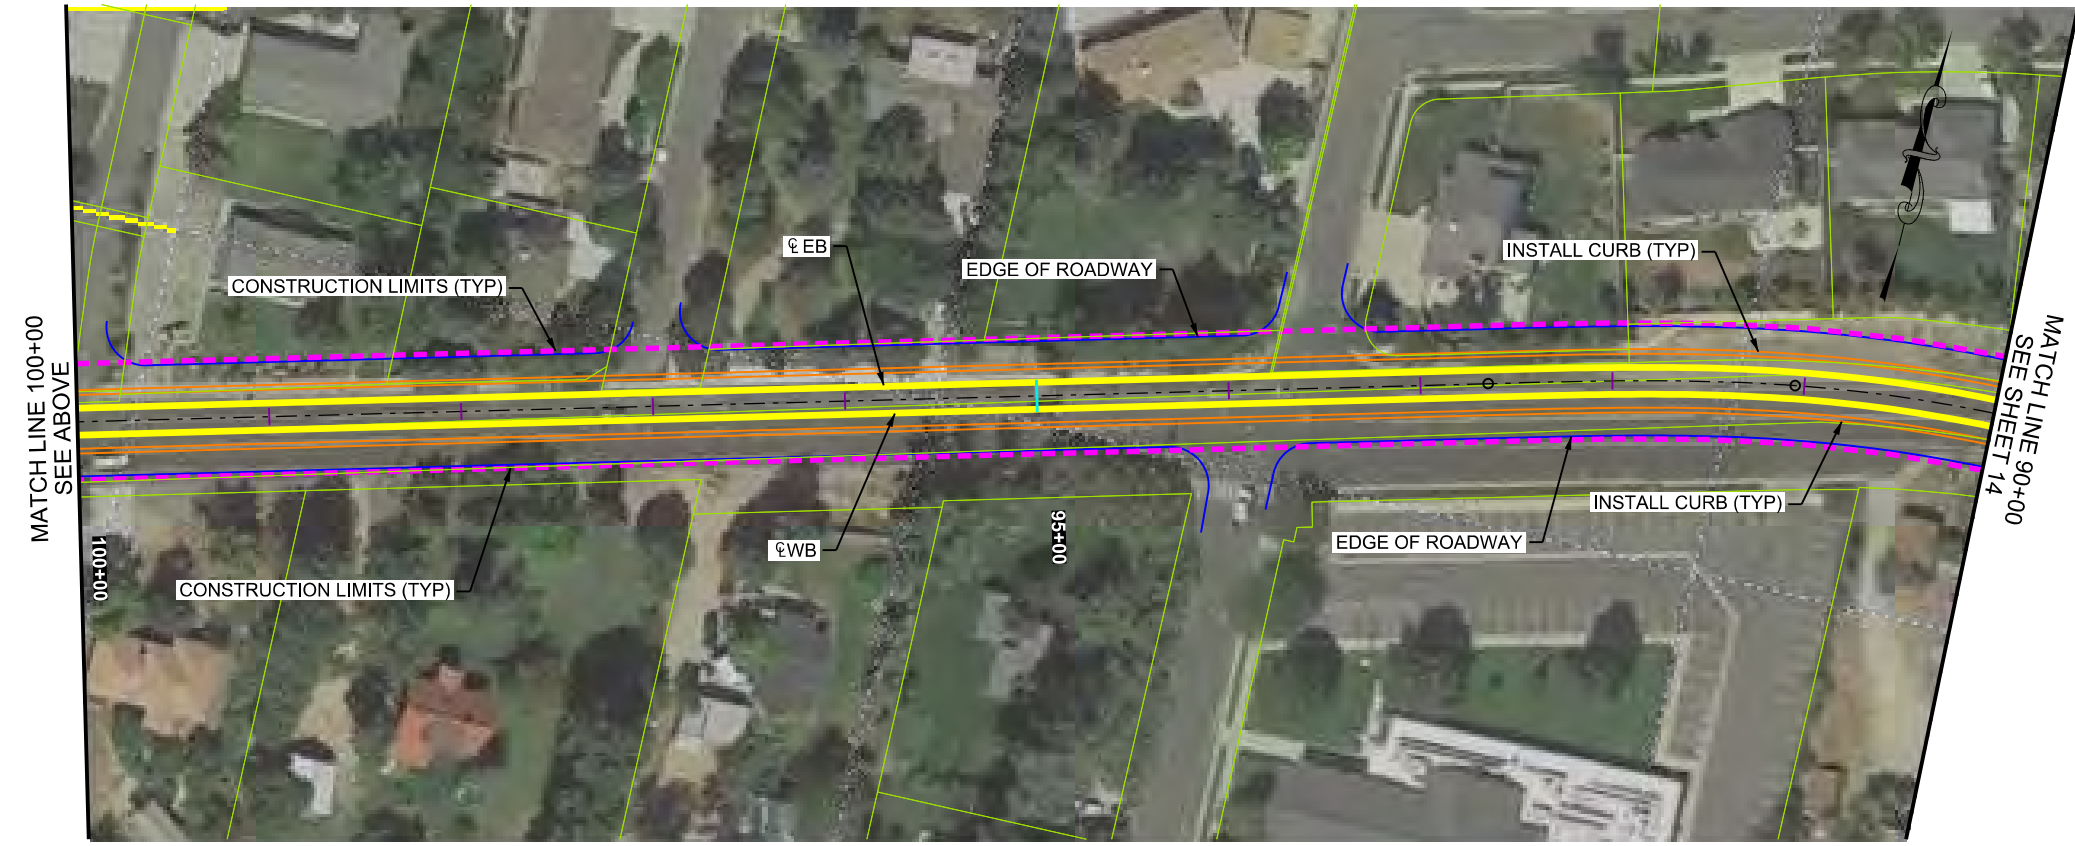 ℄ EB
EDGE OF ROADWAY
INSTALL CURB (TYP)
CONSTRUCTION LIMITS (TYP)
MATCH LINE 100+00
SEE ABOVE
MATCH LINE 90+00
SEE SHEET 14
INSTALL CURB (TYP)
95+00
EDGE OF ROADWAY
℄ WB
100+00
CONSTRUCTION LIMITS (TYP)